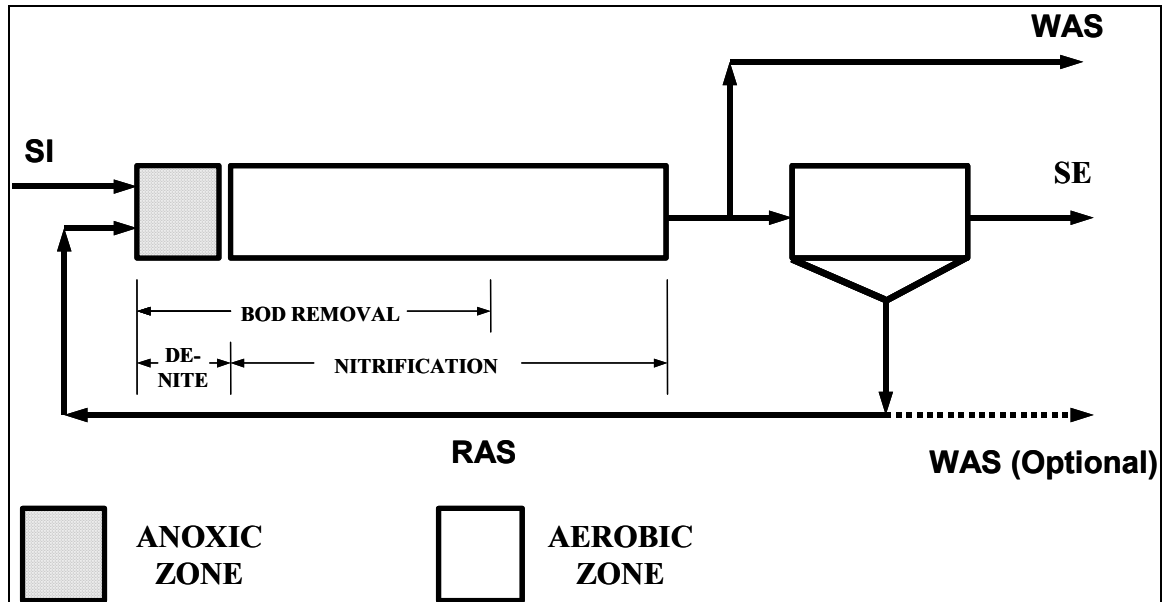 WAS
SI
SE
BOD REMOVAL
DE-
NITE
NITRIFICATION
RAS
WAS (Optional)
ANOXIC
ZONE
AEROBIC
ZONE